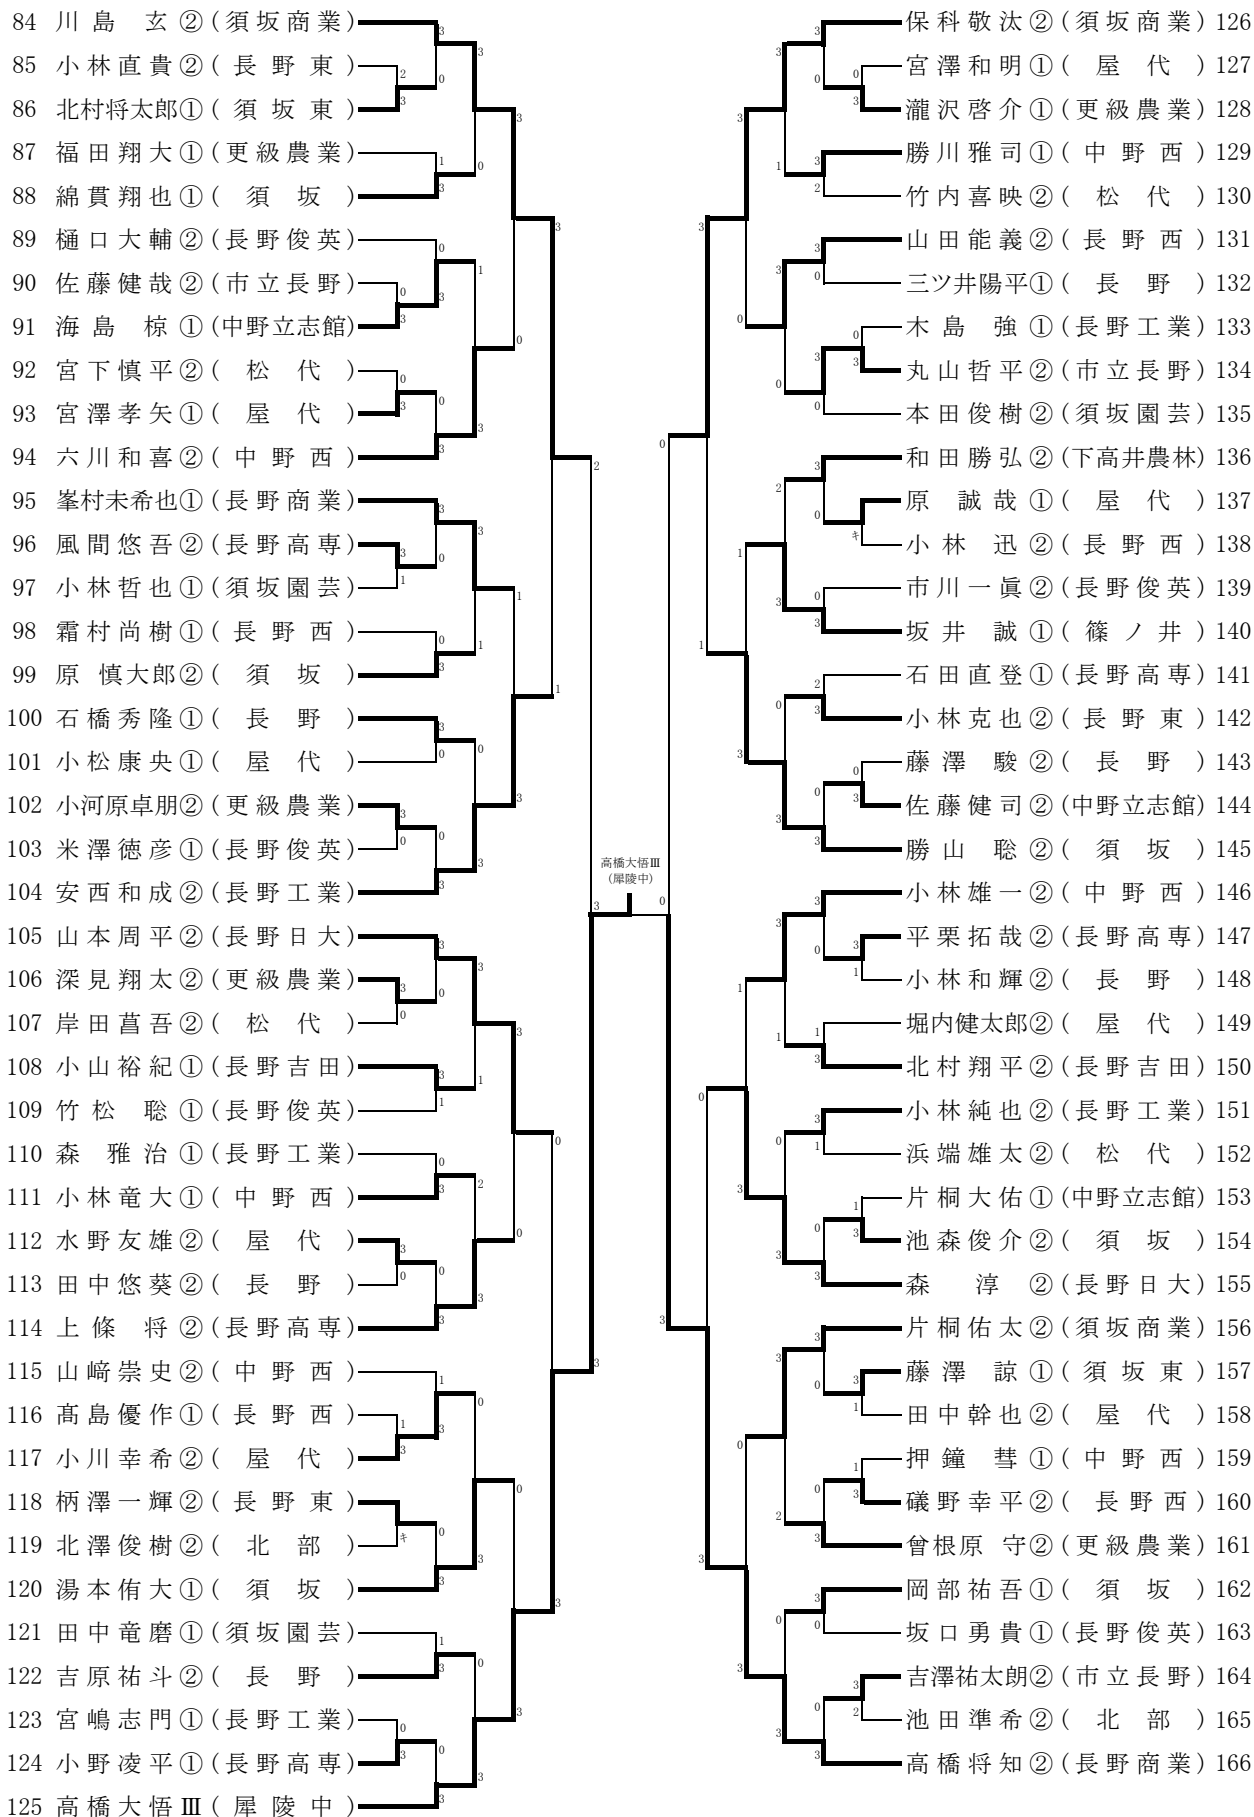 84 川島 玄②(須坂商業)
85 小林直貴②(長野東)
86 北村将太郎①(須坂東)
87 福田翔大①(更級農業)
88 綿貫翔也①(須坂)
89 樋口大輔②(長野俊英)
90 佐藤健哉②(市立長野)
91 海島 椋①(中野立志館)
92 宮下慎平②(松代)
93 宮澤孝矢①(屋代)
94 六川和喜②(中野西)
95 峯村未希也①(長野商業)
96 風間悠吾②(長野高専)
97 小林哲也①(須坂園芸)
98 霜村尚樹①(長野西)
99 原 慎太郎②(須坂)
100 石橋秀隆①(長野)
101 小松康央①(屋代)
102 小河原卓朋②(更級農業)
103 米澤徳彦①(長野俊英)
104 安西和成②(長野工業)
105 山本周平②(長野日大)
106 深見翔太②(更級農業)
107 岸田菖吾②(松代)
108 小山裕紀①(長野吉田)
109 竹松 聡①(長野俊英)
110 森 雅治①(長野工業)
111 小林竜大①(中野西)
112 水野友雄②(屋代)
113 田中悠葵②(長野)
114 上條 将②(長野高専)
115 山﨑崇史②(中野西)
116 髙島優作①(長野西)
117 小川幸希②(屋代)
118 柄澤一輝②(長野東)
119 北澤俊樹②(北部)
120 湯本侑大①(須坂)
121 田中竜磨①(須坂園芸)
122 吉原祐斗②(長野)
123 宮嶋志門①(長野工業)
124 小野凌平①(長野高専)
125 高橋大悟Ⅲ(犀陵中)
高橋大悟Ⅲ
(犀陵中)
保科敬汰②(須坂商業) 126
宮澤和明①(屋代) 127
瀧沢啓介①(更級農業) 128
勝川雅司①(中野西) 129
竹内喜映②(松代) 130
山田能義②(長野西) 131
三ツ井陽平①(長野) 132
木島 強①(長野工業) 133
丸山哲平②(市立長野) 134
本田俊樹②(須坂園芸) 135
和田勝弘②(下高井農林) 136
原 誠哉①(屋代) 137
小林 迅②(長野西) 138
市川一眞②(長野俊英) 139
坂井 誠①(篠ノ井) 140
石田直登①(長野高専) 141
小林克也②(長野東) 142
藤澤 駿②(長野) 143
佐藤健司②(中野立志館) 144
勝山 聡②(須坂) 145
小林雄一②(中野西) 146
平栗拓哉②(長野高専) 147
小林和輝②(長野) 148
堀内健太郎②(屋代) 149
北村翔平②(長野吉田) 150
小林純也②(長野工業) 151
浜端雄太②(松代) 152
片桐大佑①(中野立志館) 153
池森俊介②(須坂) 154
森 淳②(長野日大) 155
片桐佑太②(須坂商業) 156
藤澤 諒①(須坂東) 157
田中幹也②(屋代) 158
押鐘 彗①(中野西) 159
礒野幸平②(長野西) 160
曾根原 守②(更級農業) 161
岡部祐吾①(須坂) 162
坂口勇貴①(長野俊英) 163
吉澤祐太朗②(市立長野) 164
池田準希②(北部) 165
高橋将知②(長野商業) 166